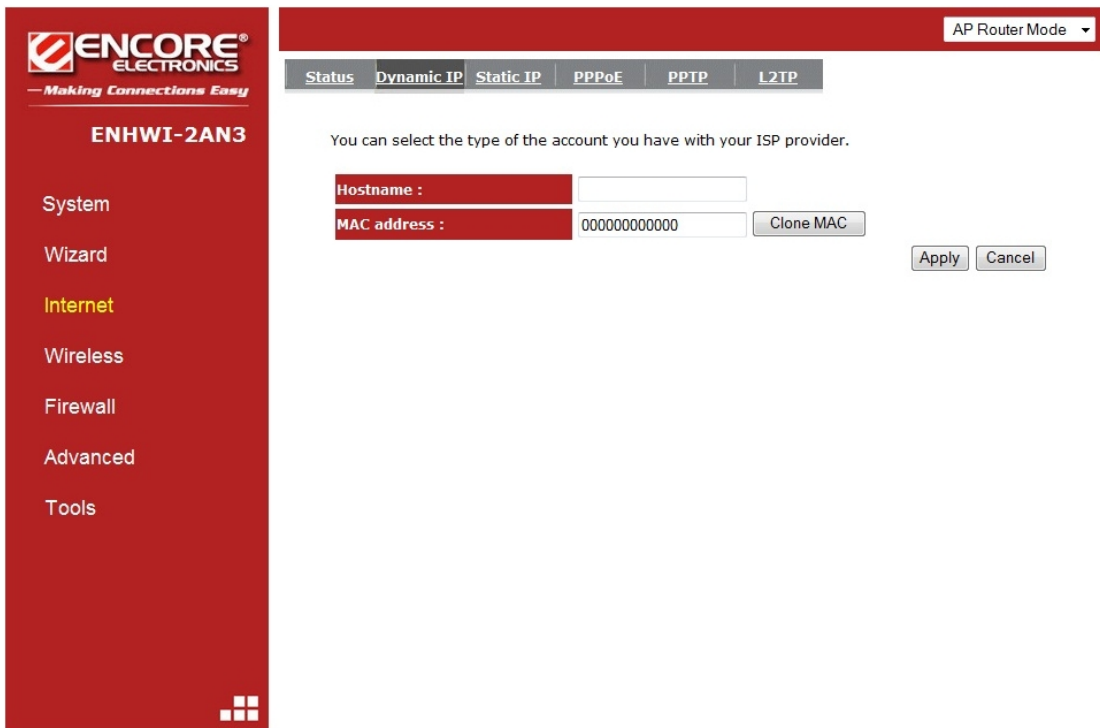 ENCORE®
ELECTRONICS
Making Connections Easy
ENHWI-2AN3
System
Wizard
Internet
Wireless
Firewall
Advanced
Tools
AP Router Mode
Status Dynamic IP Static IP PPPoE PPTP L2TP
You can select the type of the account you have with your ISP provider.
Hostname :
MAC address : 000000000000 Clone MAC
Apply Cancel